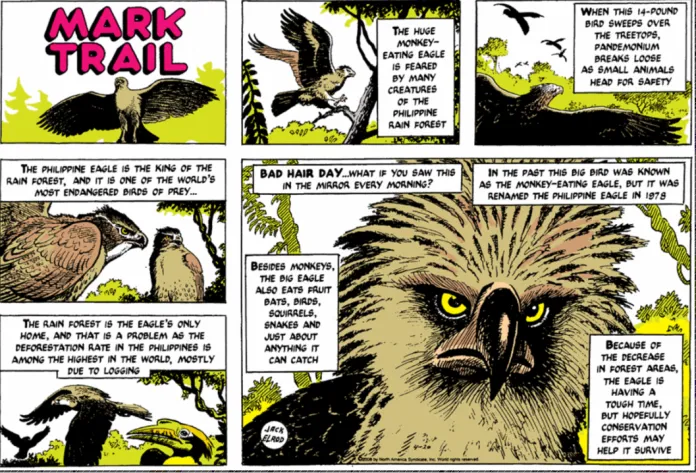 MARK
TRAIL
THE HUGE
MONKEY-
EATING EAGLE
IS FEARED
BY MANY
CREATURES
OF THE
PHILIPPINE
RAIN FOREST
WHEN THIS 14-POUND
BIRD SWEEPS OVER
THE TREETOPS,
PANDEMONIUM
BREAKS LOOSE
AS SMALL ANIMALS
HEAD FOR SAFETY
THE PHILIPPINE EAGLE IS THE KING OF THE
RAIN FOREST, AND IT IS ONE OF THE WORLD'S
MOST ENDANGERED BIRDS OF PREY...
BAD HAIR DAY...WHAT IF YOU SAW THIS
IN THE MIRROR EVERY MORNING?
IN THE PAST THIS BIG BIRD WAS KNOWN
AS THE MONKEY-EATING EAGLE, BUT IT WAS
RENAMED THE PHILIPPINE EAGLE IN 1978
BESIDES MONKEYS,
THE BIG EAGLE
ALSO EATS FRUIT
BATS, BIRDS,
SQUIRRELS,
SNAKES AND
JUST ABOUT
ANYTHING IT
CAN CATCH
THE RAIN FOREST IS THE EAGLE'S ONLY
HOME, AND THAT IS A PROBLEM AS THE
DEFORESTATION RATE IN THE PHILIPPINES IS
AMONG THE HIGHEST IN THE WORLD, MOSTLY
DUE TO LOGGING
BECAUSE OF
THE DECREASE
IN FOREST AREAS,
THE EAGLE IS
HAVING A
TOUGH TIME,
BUT HOPEFULLY
CONSERVATION
EFFORTS MAY
HELP IT SURVIVE
JACK
ELROD
by North America Syndicate, Inc. World rights reserved.